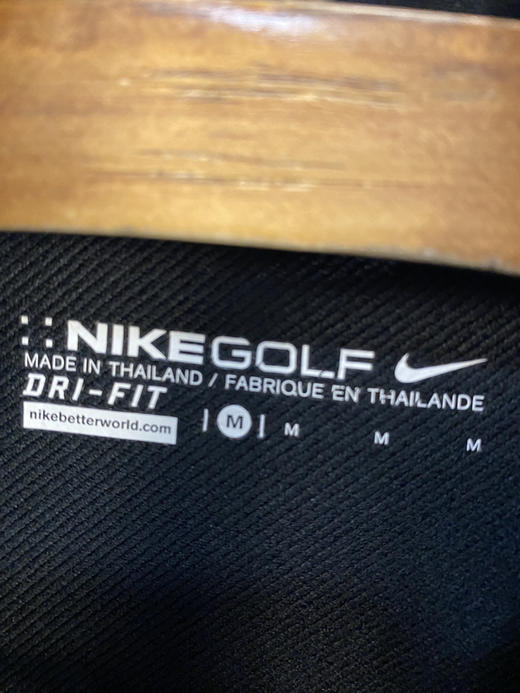 NIKEGOLF
MADE IN THAILAND / FABRIQUE EN THAILANDE
DRI-FIT
nikebetterworld.com |M| M M M